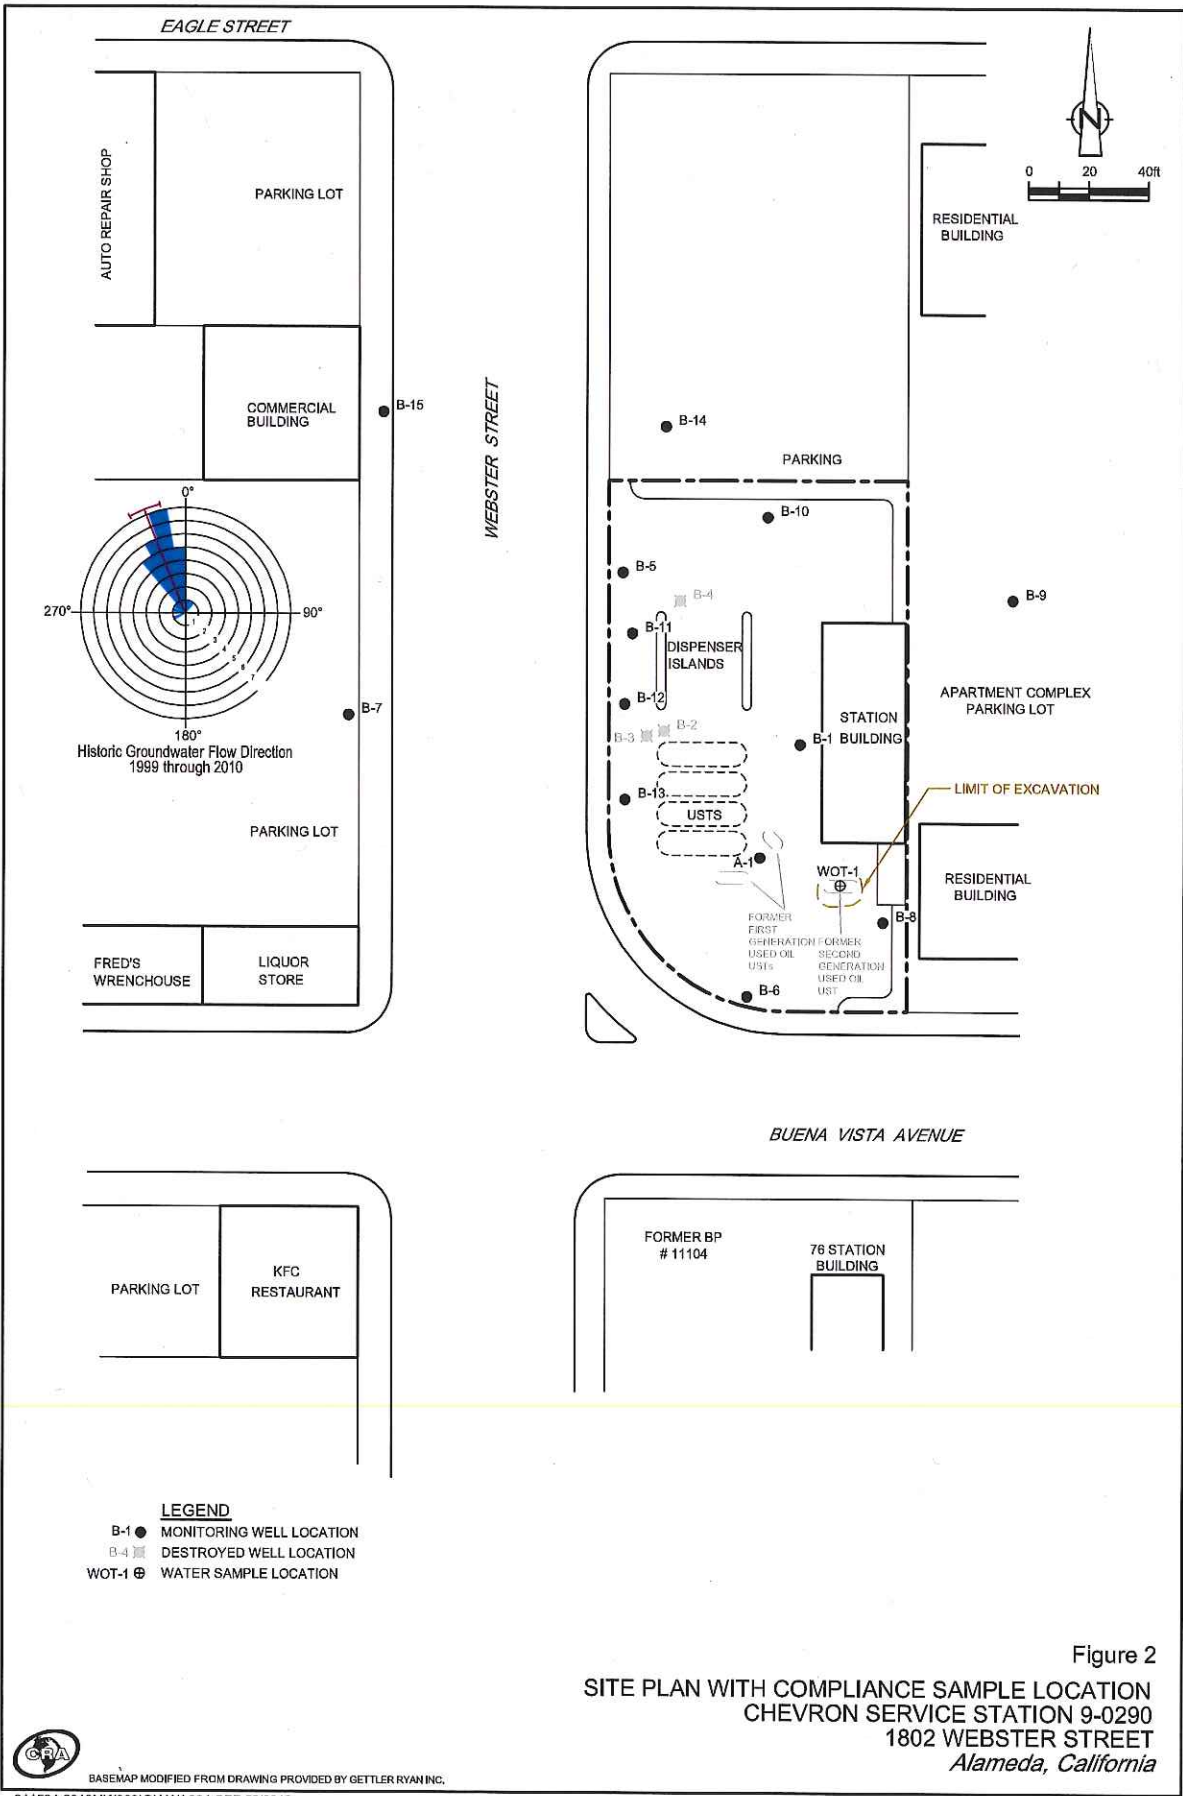 EAGLE STREET
N
0 20 40ft
AUTO REPAIR SHOP
PARKING LOT
RESIDENTIAL
BUILDING
COMMERCIAL
BUILDING
B-15
WEBSTER STREET
B-14
PARKING
B-10
0°
270°
90°
180°
1
2
3
4
5
6
7
Historic Groundwater Flow Direction
1999 through 2010
B-5
B-4
B-9
B-11
DISPENSER
ISLANDS
B-12
B-7
B-2
B-3
STATION
BUILDING
B-1
APARTMENT COMPLEX
PARKING LOT
LIMIT OF EXCAVATION
B-13
USTS
PARKING LOT
A-1
WOT-1
RESIDENTIAL
BUILDING
B-8
FORMER
FIRST
GENERATION
USED OIL
USTs
FORMER
SECOND
GENERATION
USED OIL
UST
B-6
FRED'S
WRENCHOUSE
LIQUOR
STORE
BUENA VISTA AVENUE
FORMER BP
# 11104
76 STATION
BUILDING
PARKING LOT
KFC
RESTAURANT
LEGEND
B-1 MONITORING WELL LOCATION
B-4 DESTROYED WELL LOCATION
WOT-1 WATER SAMPLE LOCATION
Figure 2
SITE PLAN WITH COMPLIANCE SAMPLE LOCATION
CHEVRON SERVICE STATION 9-0290
1802 WEBSTER STREET
Alameda, California
CRA
BASEMAP MODIFIED FROM DRAWING PROVIDED BY GETTLER RYAN INC.